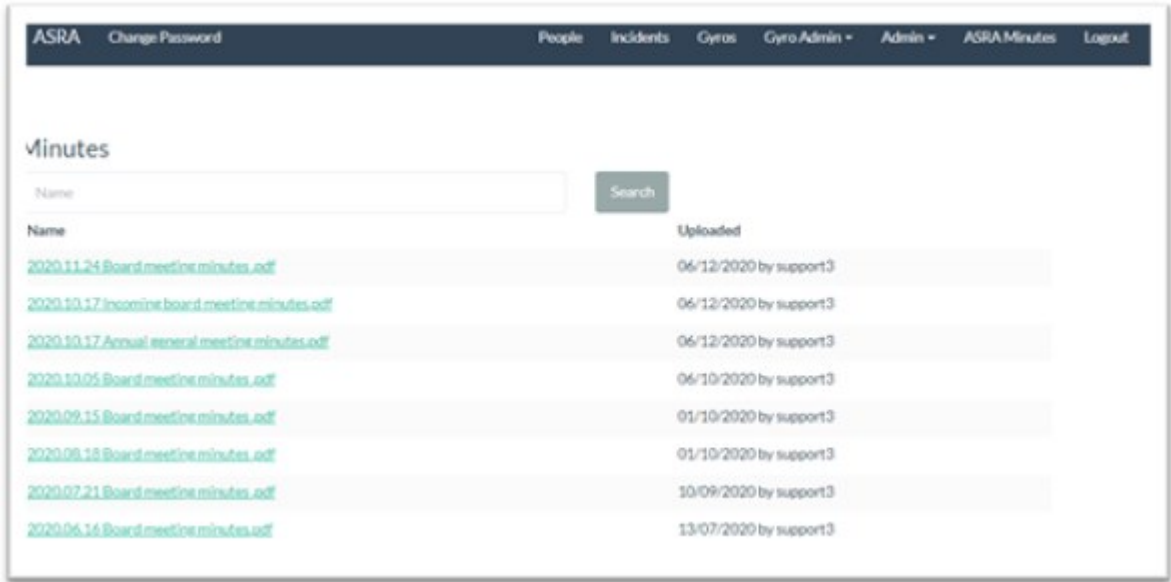 ASRA Change Password People Incidents Gyros Gyro Admin Admin ASRA Minutes Logout
Minutes
Name Search
Name Uploaded
2020.11.24 Board meeting minutes .pdf 06/12/2020 by support3
2020.10.17 Incoming board meeting minutes.pdf 06/12/2020 by support3
2020.10.17 Annual general meeting minutes.pdf 06/12/2020 by support3
2020.10.05 Board meeting minutes .pdf 06/10/2020 by support3
2020.09.15 Board meeting minutes .pdf 01/10/2020 by support3
2020.08.18 Board meeting minutes .pdf 01/10/2020 by support3
2020.07.21 Board meeting minutes .pdf 10/09/2020 by support3
2020.06.16 Board meeting minutes.pdf 13/07/2020 by support3